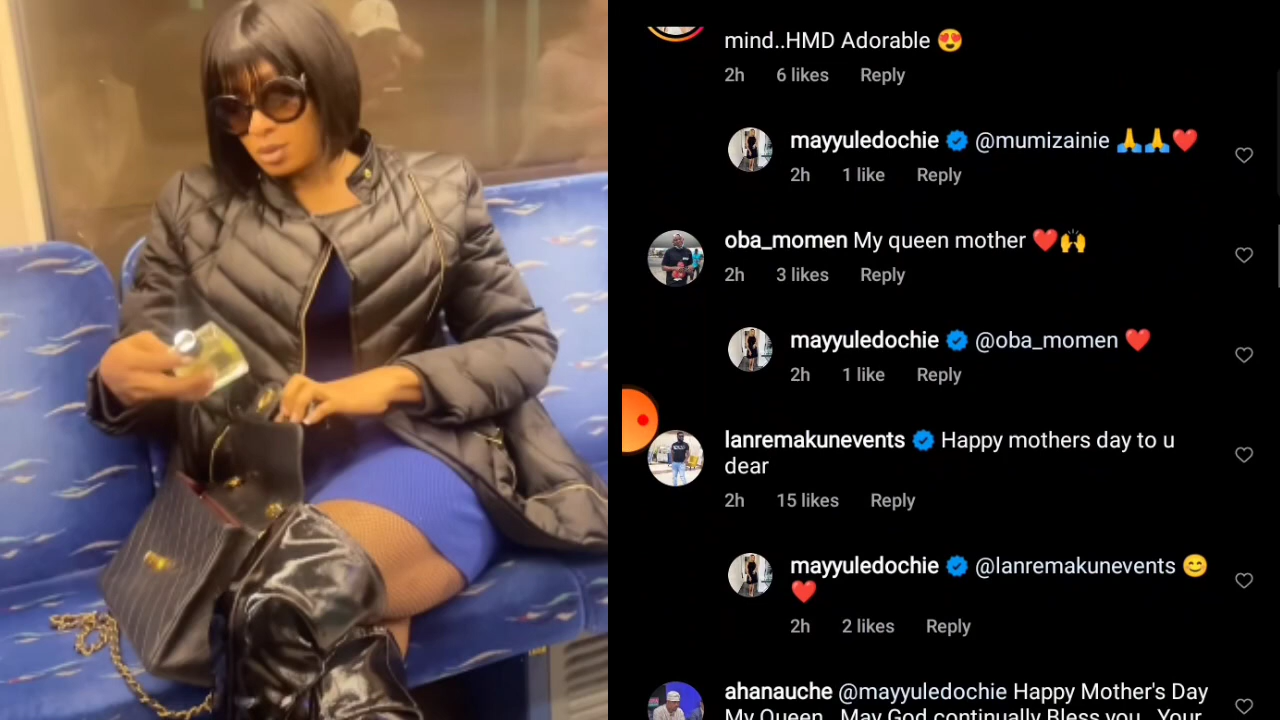 mind..HMD Adorable 😍
2h 6 likes Reply
mayyuledochie @mumizainie 🙏🙏❤️
2h 1 like Reply
oba_momen My queen mother ❤️🙌
2h 3 likes Reply
mayyuledochie @oba_momen ❤️
2h 1 like Reply
lanremakunevents Happy mothers day to u
dear
2h 15 likes Reply
mayyuledochie @lanremakunevents 😊
❤️
2h 2 likes Reply
ahanauche @mayyuledochie Happy Mother's Day
My Queen.. May God continually Bless you.. Your